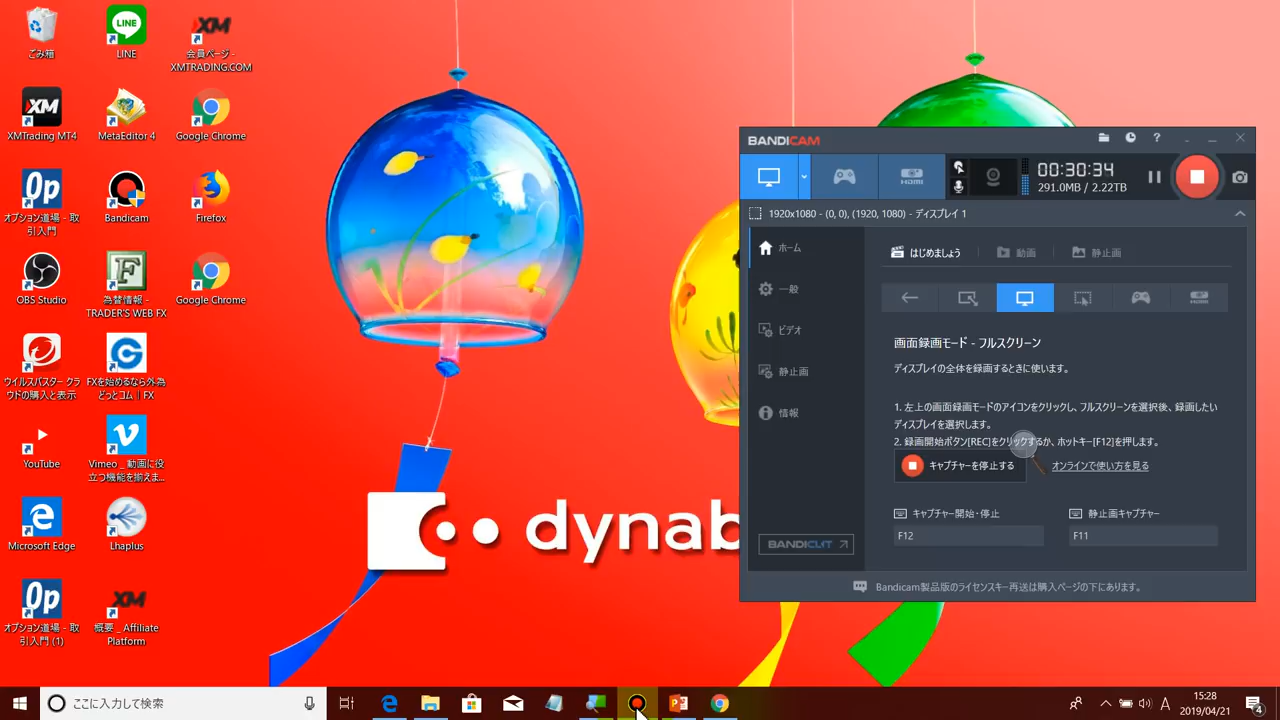 ごみ箱
LINE
会員ページ -
XMTRADING.COM
XMTrading MT4
MetaEditor 4
Google Chrome
オプション道場 - 取
引入門
Bandicam
Firefox
OBS Studio
為替情報 -
TRADER'S WEB FX
Google Chrome
ウイルスバスター クラ
ウドの購入と表示
FXを始めるなら外為
どっとコム | FX
YouTube
Vimeo _ 動画に役
立つ機能を揃えま...
Microsoft Edge
Lhaplus
オプション道場 - 取
引入門 (1)
概要 _ Affiliate
Platform
dynab
BANDICAM
HDMI
00:30:34
291.0MB / 2.22TB
1920x1080 - (0, 0), (1920, 1080) - ディスプレイ 1
ホーム
一般
ビデオ
静止画
情報
BANDICUT
はじめましょう
動画
静止画
HDMI
画面録画モード - フルスクリーン
ディスプレイの全体を録画するときに使います。
1. 左上の画面録画モードのアイコンをクリックし、フルスクリーンを選択後、録画したい
ディスプレイを選択します。
2. 録画開始ボタン[REC]をクリックするか、ホットキー[F12]を押します。
キャプチャーを停止する
オンラインで使い方を見る
キャプチャー開始・停止
静止画キャプチャー
F12
F11
Bandicam製品版のライセンスキー再送は購入ページの下にあります。
ここに入力して検索
A
15:28
2019/04/21
4